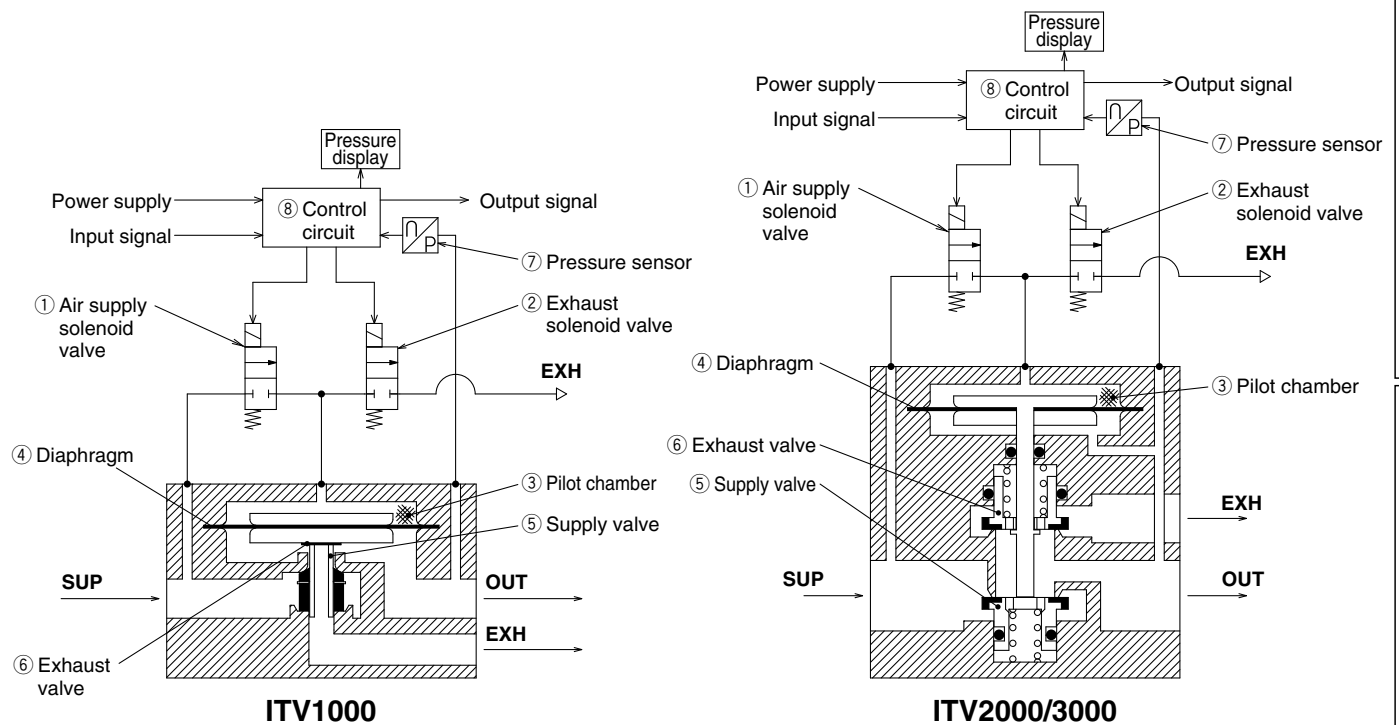 Pressure
display
Power supply
Input signal
⑧ Control
circuit
Output signal
⑦ Pressure sensor
① Air supply
solenoid
valve
② Exhaust
solenoid valve
EXH
④ Diaphragm
③ Pilot chamber
⑤ Supply valve
SUP
OUT
EXH
⑥ Exhaust
valve
ITV1000
Pressure
display
Power supply
Input signal
⑧ Control
circuit
Output signal
P
⑦ Pressure sensor
① Air supply
solenoid
valve
② Exhaust
solenoid valve
EXH
④ Diaphragm
③ Pilot chamber
⑥ Exhaust valve
⑤ Supply valve
EXH
SUP
OUT
ITV2000/3000